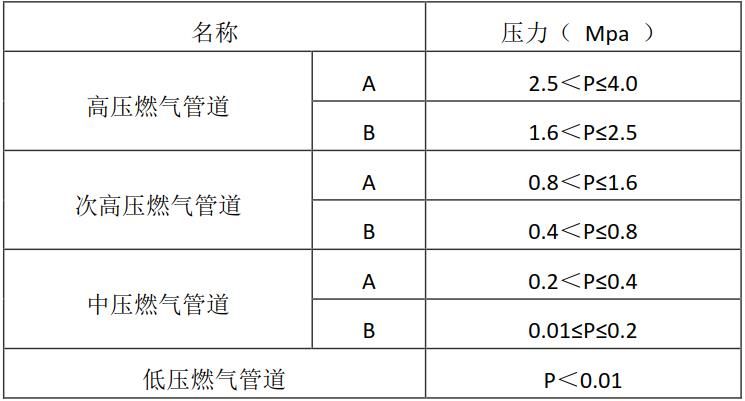 名称 压力（ Mpa ）
高压燃气管道 A 2.5＜P≤4.0
B 1.6＜P≤2.5
次高压燃气管道 A 0.8＜P≤1.6
B 0.4＜P≤0.8
中压燃气管道 A 0.2＜P≤0.4
B 0.01≤P≤0.2
低压燃气管道 P＜0.01